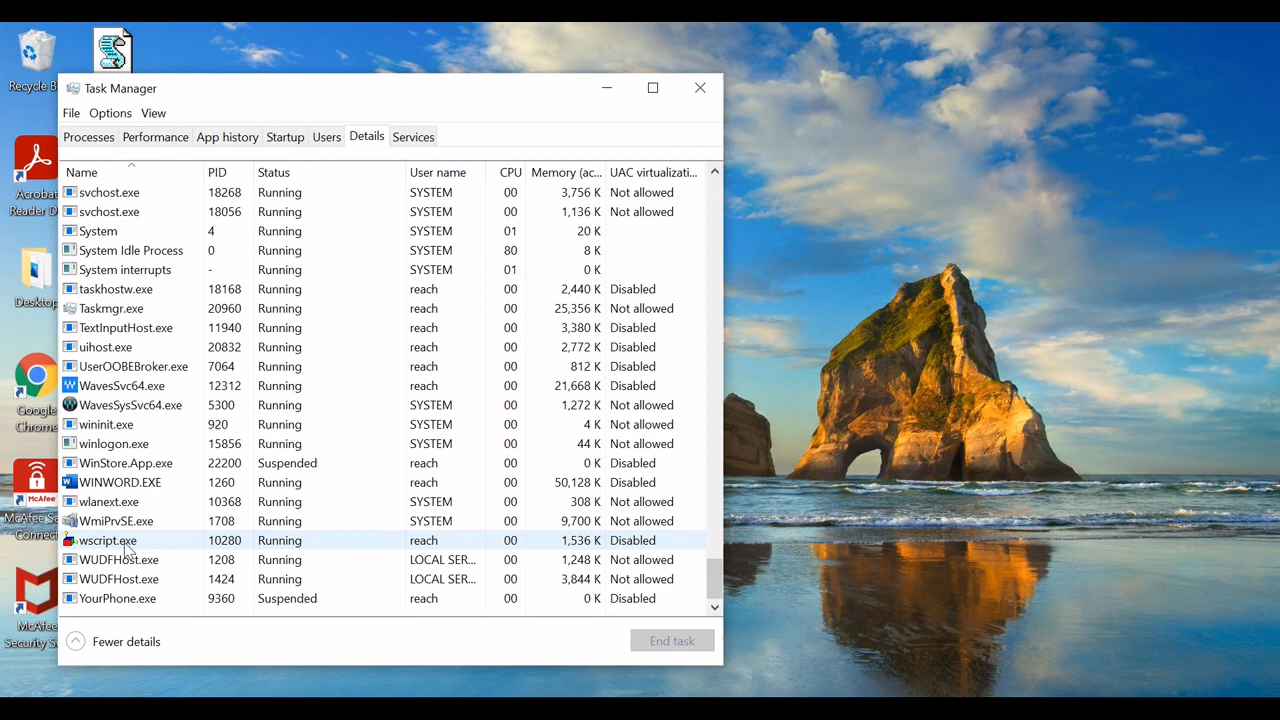 Recycle B
Task Manager
File Options View
Processes Performance App history Startup Users Details Services
Name PID Status User name CPU Memory (ac... UAC virtualizati...
svchost.exe 18268 Running SYSTEM 00 3,756 K Not allowed
svchost.exe 18056 Running SYSTEM 00 1,136 K Not allowed
System 4 Running SYSTEM 01 20 K
System Idle Process 0 Running SYSTEM 80 8 K
System interrupts - Running SYSTEM 01 0 K
taskhostw.exe 18168 Running reach 00 2,440 K Disabled
Taskmgr.exe 20960 Running reach 00 25,356 K Not allowed
TextInputHost.exe 11940 Running reach 00 3,380 K Disabled
uihost.exe 20832 Running reach 00 2,772 K Disabled
UserOOBEBroker.exe 7064 Running reach 00 812 K Disabled
WavesSvc64.exe 12312 Running reach 00 21,668 K Disabled
WavesSysSvc64.exe 5300 Running SYSTEM 00 1,272 K Not allowed
wininit.exe 920 Running SYSTEM 00 4 K Not allowed
winlogon.exe 15856 Running SYSTEM 00 44 K Not allowed
WinStore.App.exe 22200 Suspended reach 00 0 K Disabled
WINWORD.EXE 1260 Running reach 00 50,128 K Disabled
wlanext.exe 10368 Running SYSTEM 00 308 K Not allowed
WmiPrvSE.exe 1708 Running SYSTEM 00 9,700 K Not allowed
wscript.exe 10280 Running reach 00 1,536 K Disabled
WUDFHost.exe 1208 Running LOCAL SER... 00 1,248 K Not allowed
WUDFHost.exe 1424 Running LOCAL SER... 00 3,844 K Not allowed
YourPhone.exe 9360 Suspended reach 00 0 K Disabled
Fewer details End task
Acrobat
Reader D
Desktop
Google
Chrome
McAfee
McAfee Sa
Connect
McAfee
Security S